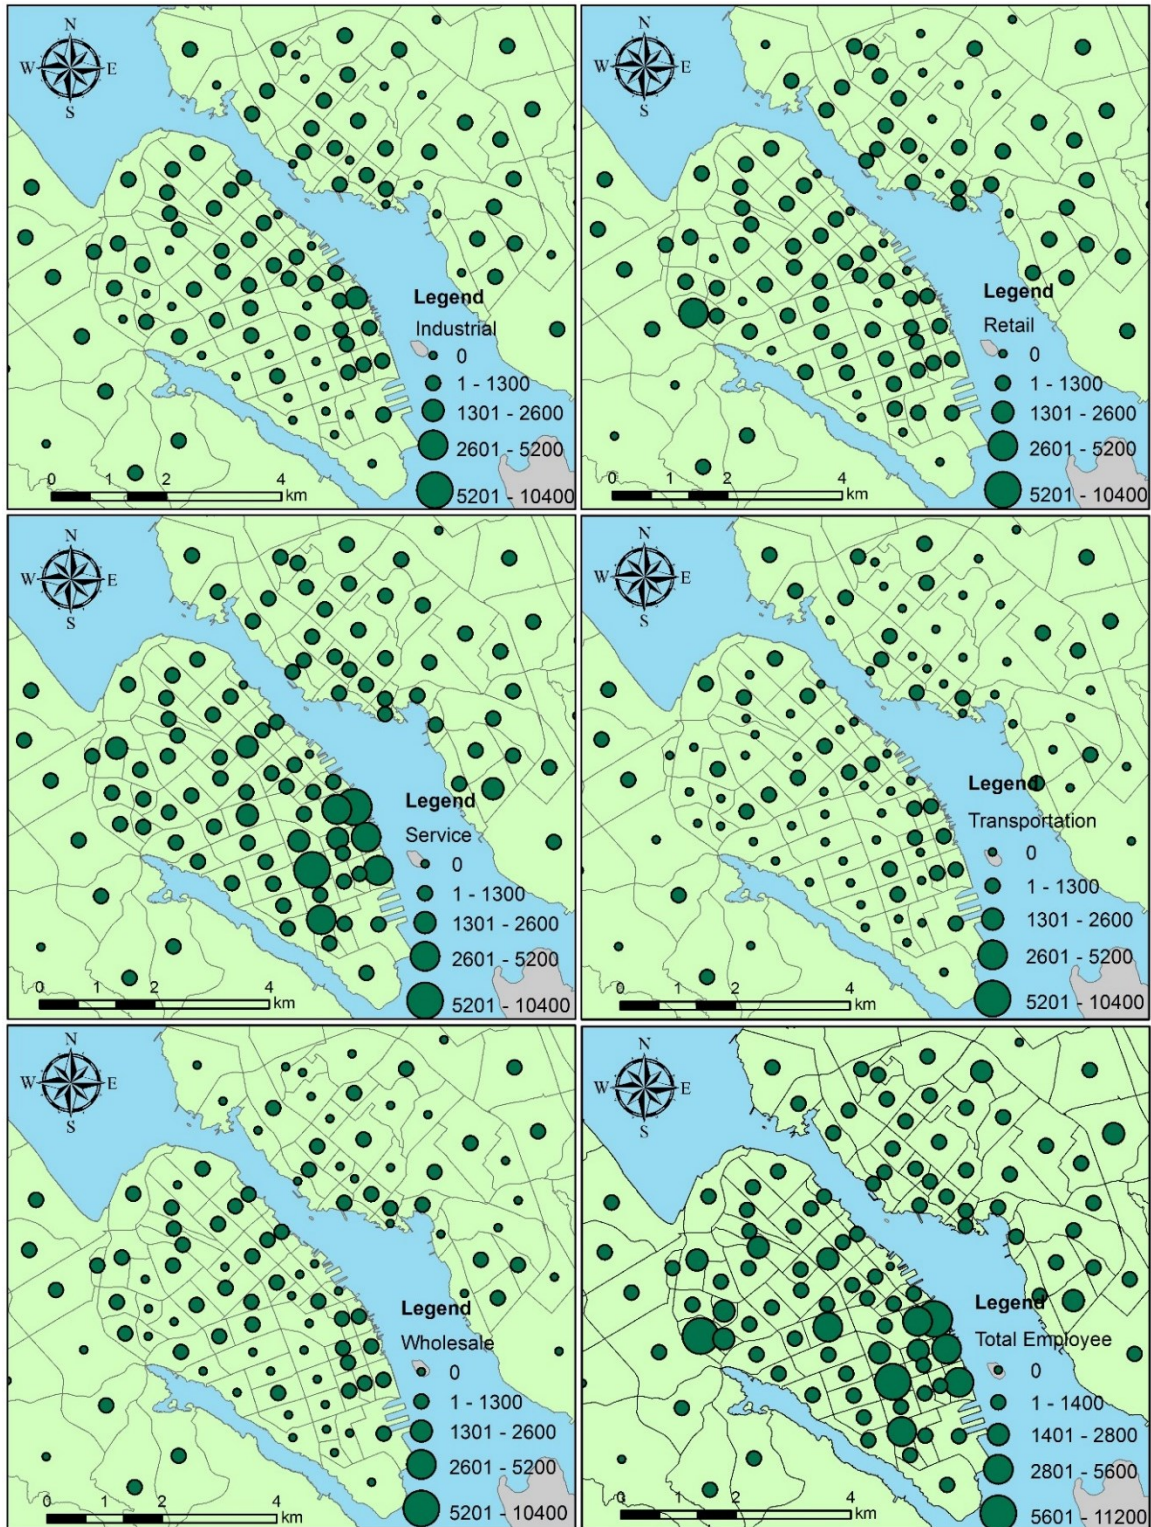 N
W E
S
Legend
Industrial
0
1 - 1300
1301 - 2600
2601 - 5200
5201 - 10400
0 1 2 4
km
N
W E
S
Legend
Retail
0
1 - 1300
1301 - 2600
2601 - 5200
5201 - 10400
0 1 2 4
km
N
W E
S
Legend
Service
0
1 - 1300
1301 - 2600
2601 - 5200
5201 - 10400
0 1 2 4
km
N
W E
S
Legend
Transportation
0
1 - 1300
1301 - 2600
2601 - 5200
5201 - 10400
0 1 2 4
km
N
W E
S
Legend
Wholesale
0
1 - 1300
1301 - 2600
2601 - 5200
5201 - 10400
0 1 2 4
km
N
W E
S
Legend
Total Employee
0
1 - 1400
1401 - 2800
2801 - 5600
5601 - 11200
0 1 2 4
km